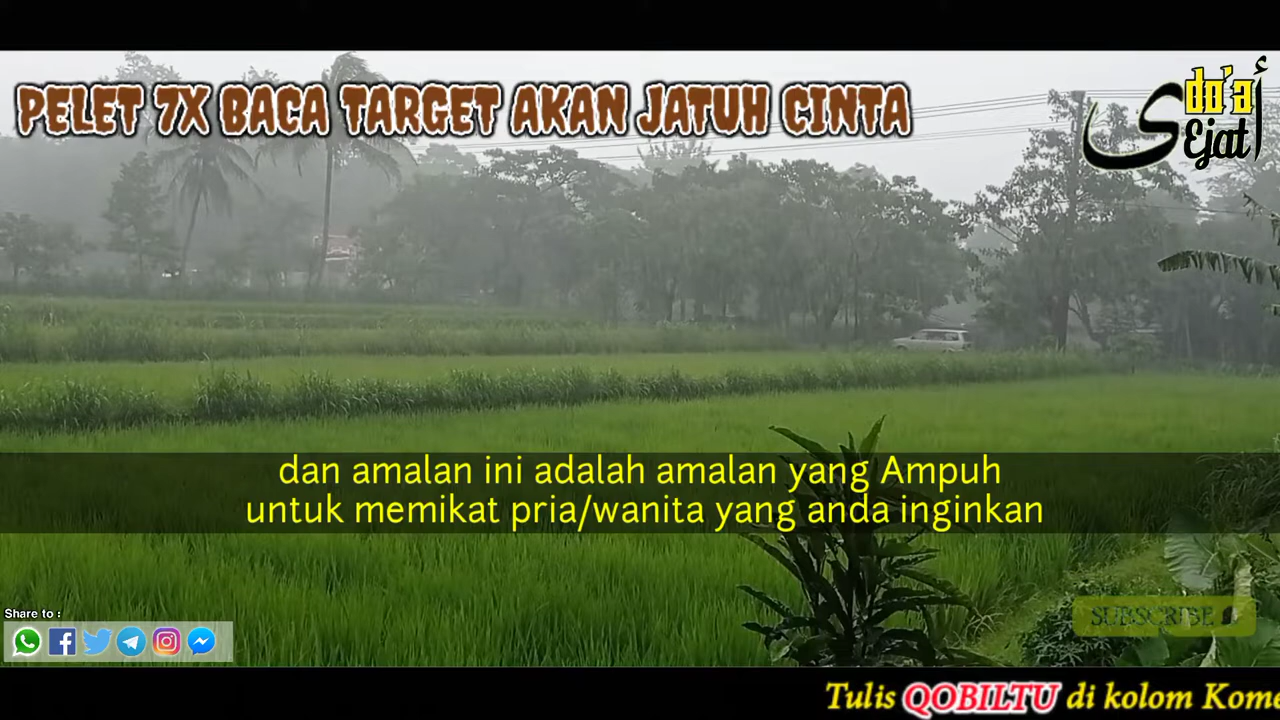 PELET 7X BACA TARGET AKAN JATUH CINTA
do'a
Ejat
dan amalan ini adalah amalan yang Ampuh
untuk memikat pria/wanita yang anda inginkan
Share to :
SUBSCRIBE
Tulis QOBILTU di kolom Kome